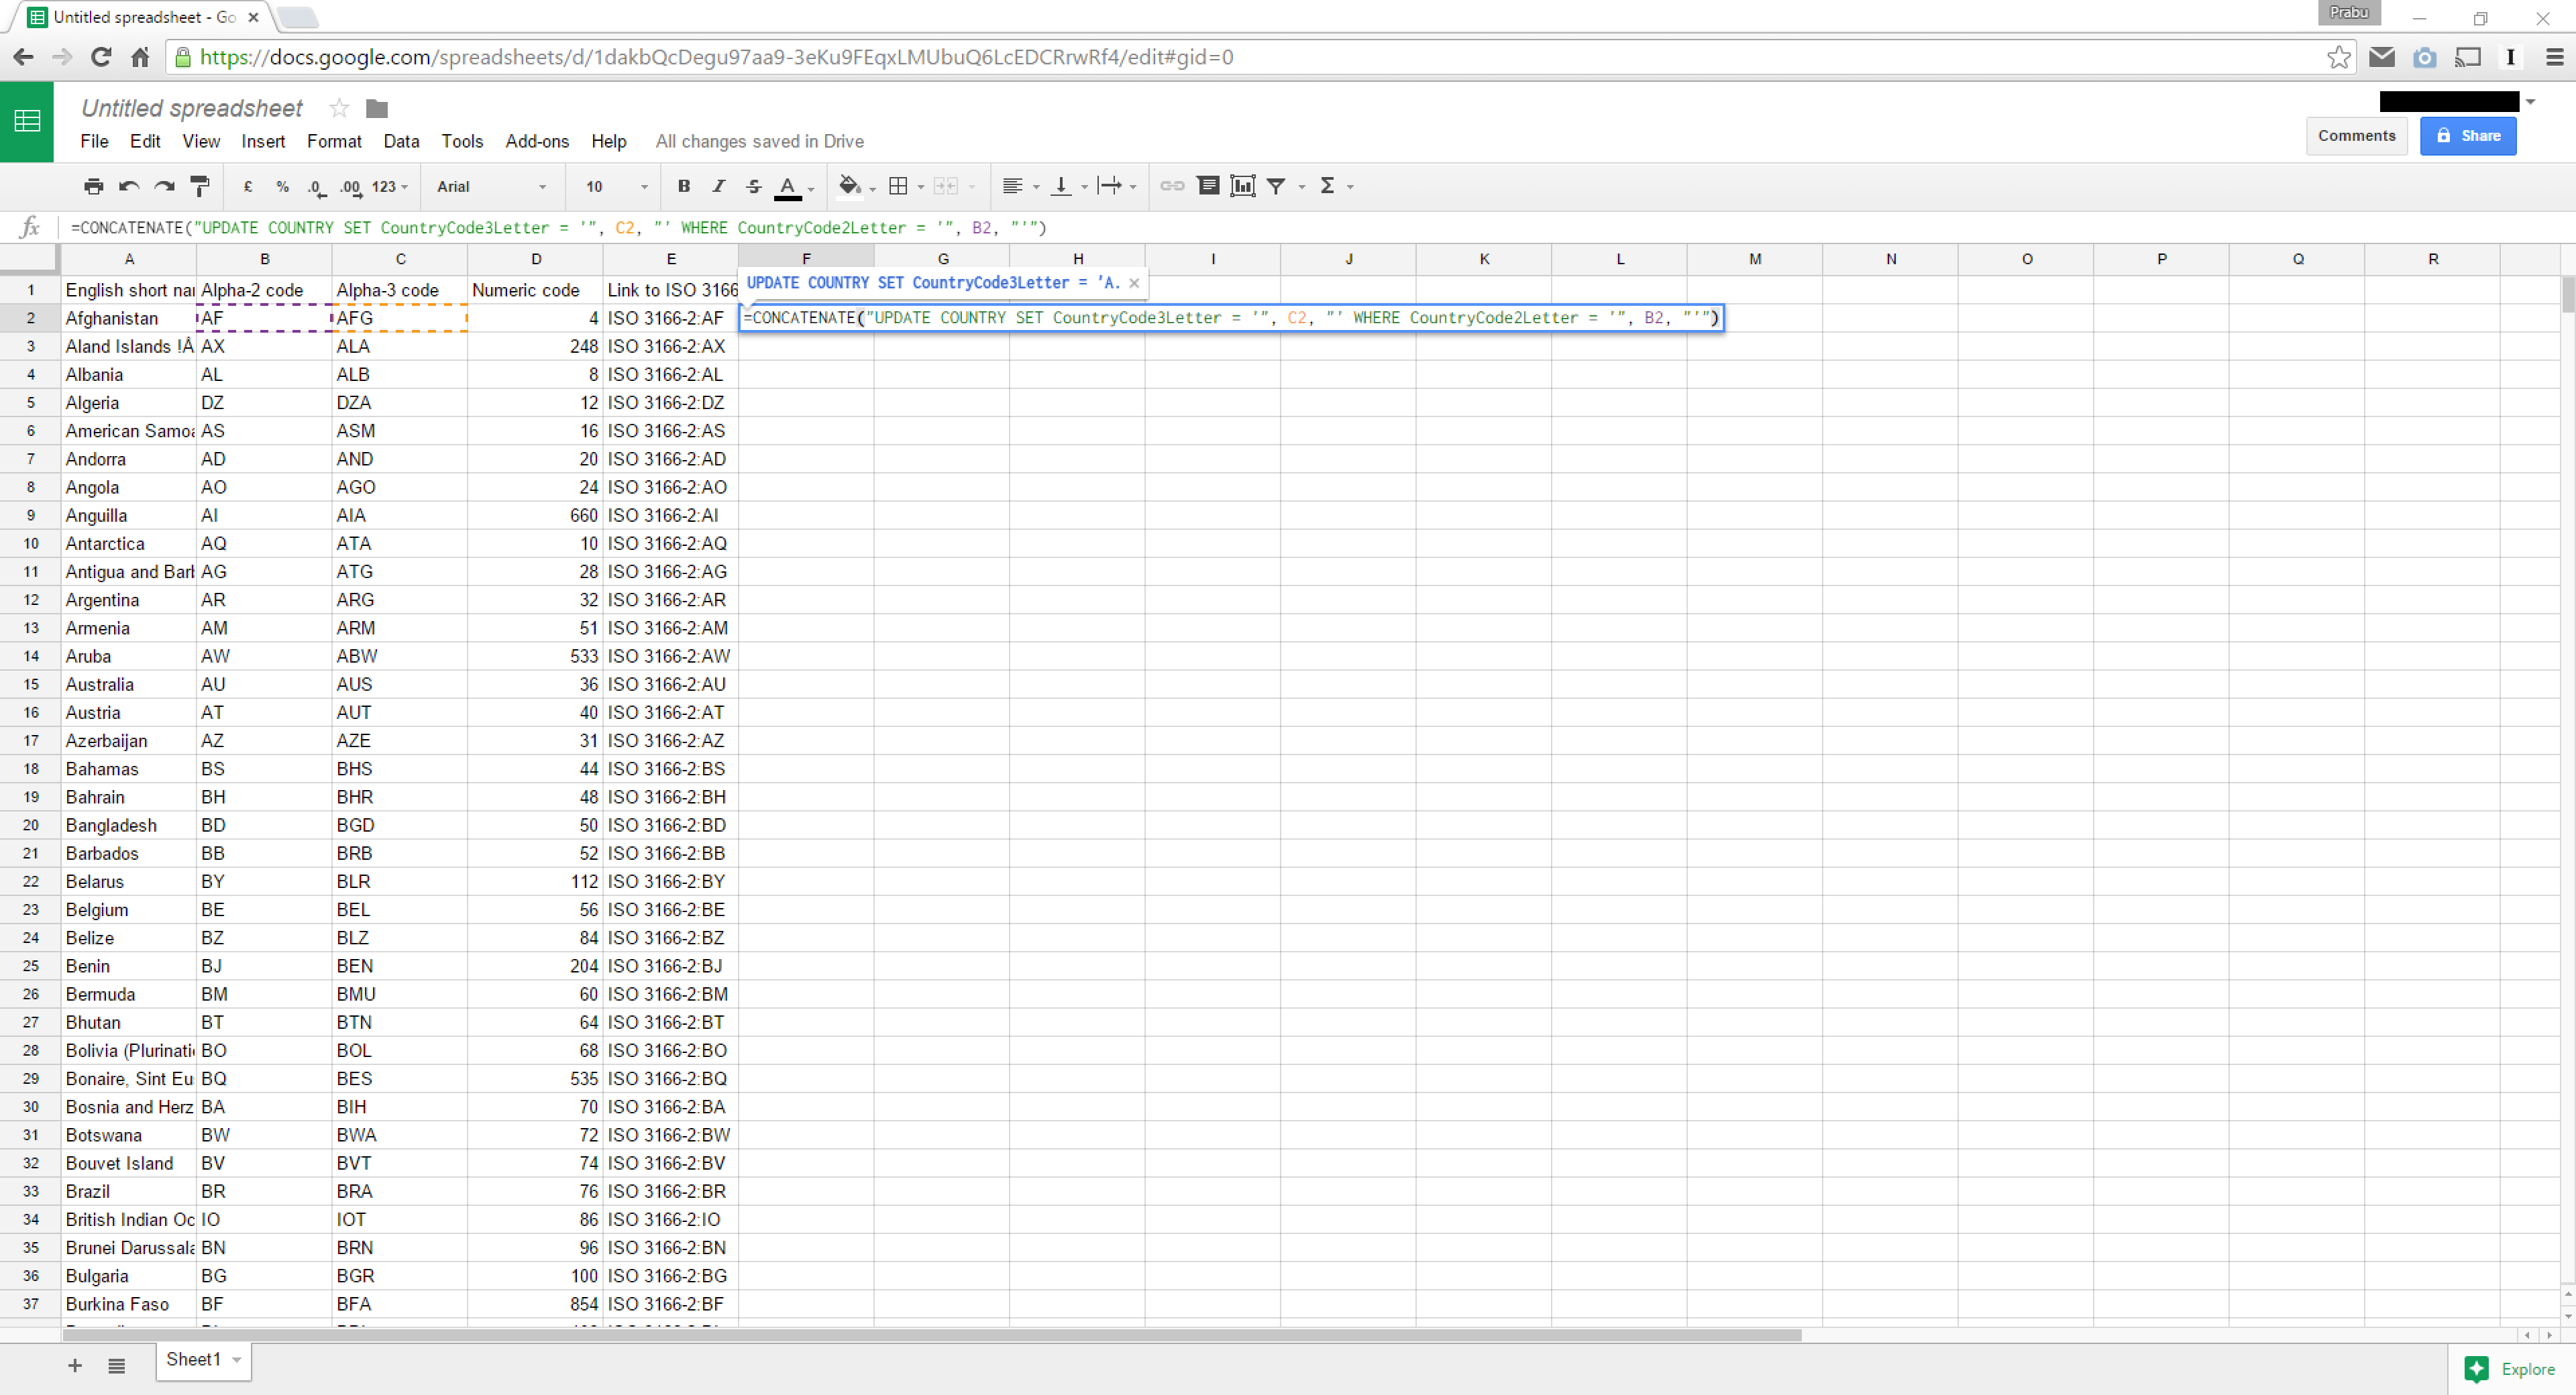 Untitled spreadsheet - Go
Prabu
https://docs.google.com/spreadsheets/d/1dakbQcDegu97aa9-3eKu9FEqxLMUbuQ6LcEDCRrwRf4/edit#gid=0
Untitled spreadsheet
File Edit View Insert Format Data Tools Add-ons Help All changes saved in Drive
Comments Share
£ % .0 .00 123 Arial 10 B I S A Σ
fx =CONCATENATE("UPDATE COUNTRY SET CountryCode3Letter = '", C2, "' WHERE CountryCode2Letter = '", B2, "'")
A B C D E F G H I J K L M N O P Q R
1 English short nar Alpha-2 code Alpha-3 code Numeric code Link to ISO 3166 UPDATE COUNTRY SET CountryCode3Letter = 'A.
2 Afghanistan AF AFG 4 ISO 3166-2:AF =CONCATENATE("UPDATE COUNTRY SET CountryCode3Letter = '", C2, "' WHERE CountryCode2Letter = '", B2, "'")
3 Aland Islands !Â AX ALA 248 ISO 3166-2:AX
4 Albania AL ALB 8 ISO 3166-2:AL
5 Algeria DZ DZA 12 ISO 3166-2:DZ
6 American Samoa AS ASM 16 ISO 3166-2:AS
7 Andorra AD AND 20 ISO 3166-2:AD
8 Angola AO AGO 24 ISO 3166-2:AO
9 Anguilla AI AIA 660 ISO 3166-2:AI
10 Antarctica AQ ATA 10 ISO 3166-2:AQ
11 Antigua and Barl AG ATG 28 ISO 3166-2:AG
12 Argentina AR ARG 32 ISO 3166-2:AR
13 Armenia AM ARM 51 ISO 3166-2:AM
14 Aruba AW ABW 533 ISO 3166-2:AW
15 Australia AU AUS 36 ISO 3166-2:AU
16 Austria AT AUT 40 ISO 3166-2:AT
17 Azerbaijan AZ AZE 31 ISO 3166-2:AZ
18 Bahamas BS BHS 44 ISO 3166-2:BS
19 Bahrain BH BHR 48 ISO 3166-2:BH
20 Bangladesh BD BGD 50 ISO 3166-2:BD
21 Barbados BB BRB 52 ISO 3166-2:BB
22 Belarus BY BLR 112 ISO 3166-2:BY
23 Belgium BE BEL 56 ISO 3166-2:BE
24 Belize BZ BLZ 84 ISO 3166-2:BZ
25 Benin BJ BEN 204 ISO 3166-2:BJ
26 Bermuda BM BMU 60 ISO 3166-2:BM
27 Bhutan BT BTN 64 ISO 3166-2:BT
28 Bolivia (Plurinati BO BOL 68 ISO 3166-2:BO
29 Bonaire, Sint Eu BQ BES 535 ISO 3166-2:BQ
30 Bosnia and Herz BA BIH 70 ISO 3166-2:BA
31 Botswana BW BWA 72 ISO 3166-2:BW
32 Bouvet Island BV BVT 74 ISO 3166-2:BV
33 Brazil BR BRA 76 ISO 3166-2:BR
34 British Indian Oc IO IOT 86 ISO 3166-2:IO
35 Brunei Darussala BN BRN 96 ISO 3166-2:BN
36 Bulgaria BG BGR 100 ISO 3166-2:BG
37 Burkina Faso BF BFA 854 ISO 3166-2:BF
Sheet1
Explore